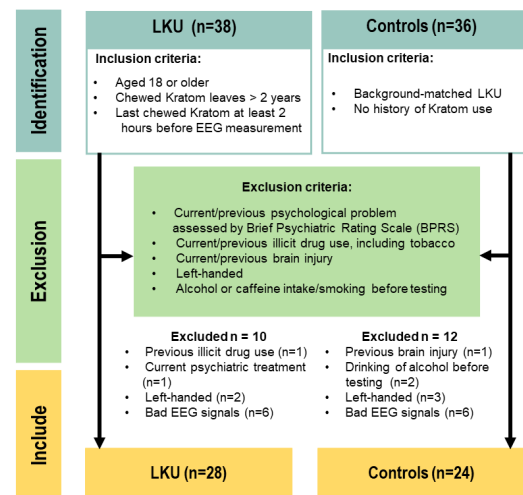 Identification
LKU (n=38)
Inclusion criteria:
• Aged 18 or older
• Chewed Kratom leaves > 2 years
• Last chewed Kratom at least 2
hours before EEG measurement
Controls (n=36)
Inclusion criteria:
• Background-matched LKU
• No history of Kratom use
Exclusion
Exclusion criteria:
• Current/previous psychological problem
assessed by Brief Psychiatric Rating Scale (BPRS)
• Current/previous illicit drug use, including tobacco
• Current/previous brain injury
• Left-handed
• Alcohol or caffeine intake/smoking before testing
Excluded n = 10
• Previous illicit drug use (n=1)
• Current psychiatric treatment
(n=1)
• Left-handed (n=2)
• Bad EEG signals (n=6)
Excluded n = 12
• Previous brain injury (n=1)
• Drinking of alcohol before
testing (n=2)
• Left-handed (n=3)
• Bad EEG signals (n=6)
Include
LKU (n=28)
Controls (n=24)